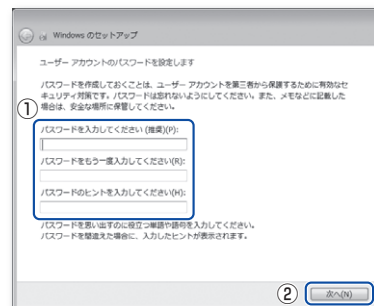 Windows のセットアップ
ユーザー アカウントのパスワードを設定します
パスワードを作成しておくことは、ユーザー アカウントを第三者から保護するために有効なセ
キュリティ対策です。パスワードは忘れないようにしてください。また、メモなどに記載した
場合は、安全な場所に保管してください。
①
パスワードを入力してください (推奨)(P):
パスワードをもう一度入力してください(R):
パスワードのヒントを入力してください(H):
パスワードを思い出すのに役立つ単語や語句を入力してください。
パスワードを間違えた場合に、入力したヒントが表示されます。
② 次へ(N)